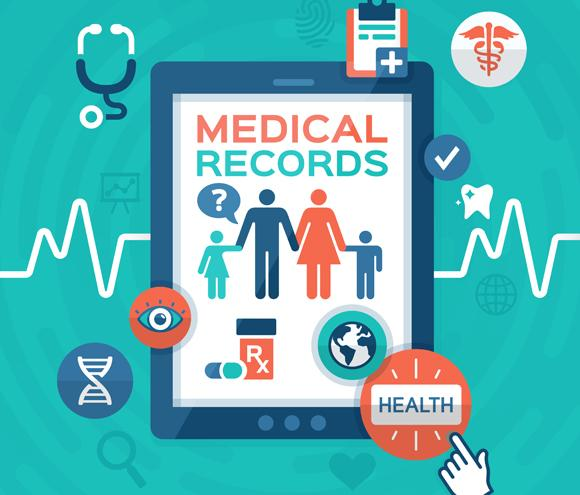 MEDICAL
RECORDS
?
Rx
HEALTH